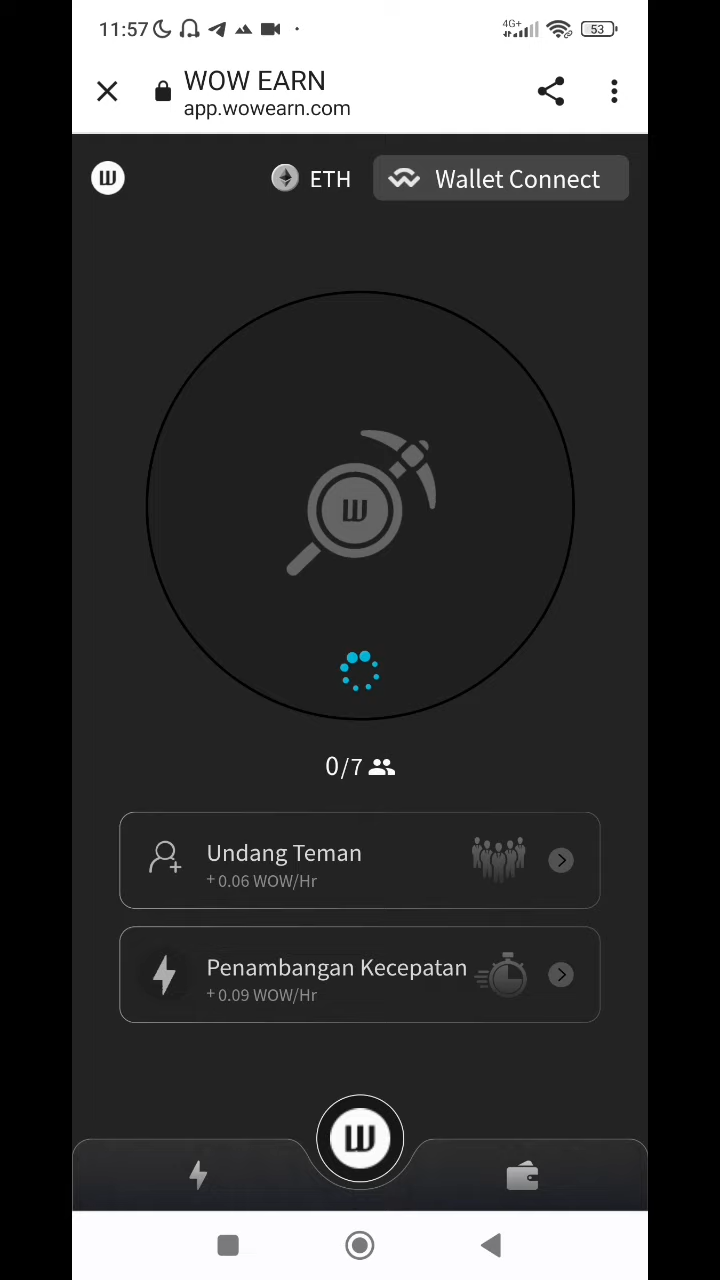 11:57
4G+
53
WOW EARN
app.wowearn.com
W
ETH
Wallet Connect
W
0/7
Undang Teman
+ 0.06 WOW/Hr
Penambangan Kecepatan
+ 0.09 WOW/Hr
W